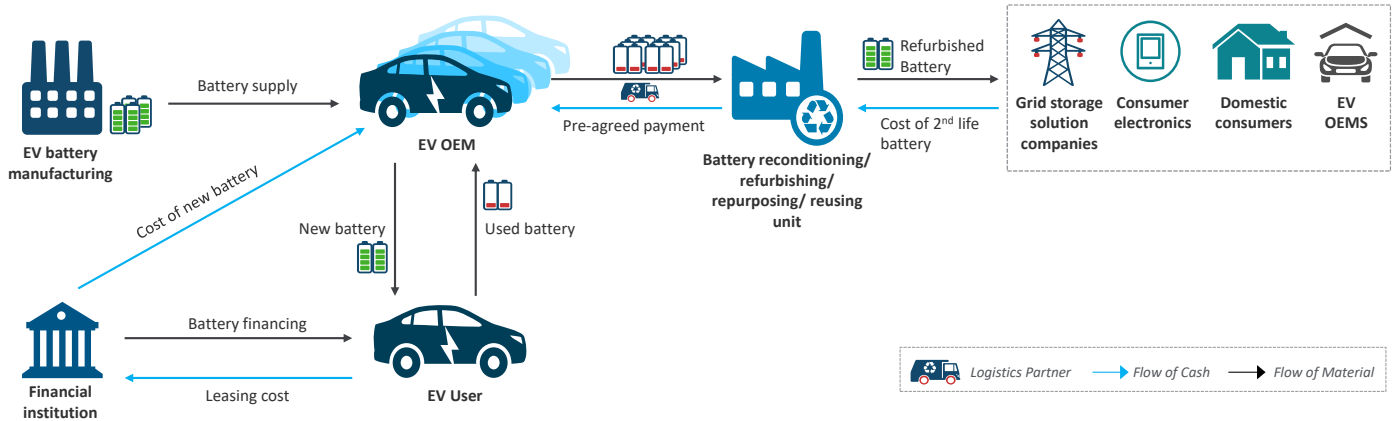 Battery supply
EV battery
manufacturing
EV OEM
Pre-agreed payment
Battery reconditioning/
refurbishing/
repurposing/ reusing
unit
Refurbished
Battery
Cost of 2nd life
battery
Grid storage
solution
companies
Consumer
electronics
Domestic
consumers
EV
OEMS
Cost of new battery
New battery
Used battery
Battery financing
Leasing cost
Financial
institution
EV User
Logistics Partner
Flow of Cash
Flow of Material